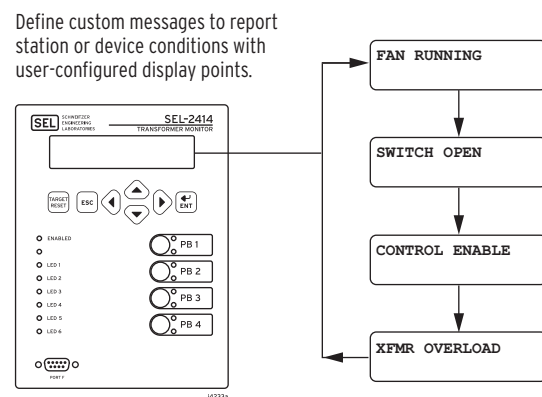 Define custom messages to report
station or device conditions with
user-configured display points.
SEL SCHWEITZER
ENGINEERING
LABORATORIES
SEL-2414
TRANSFORMER MONITOR
TARGET
RESET
ESC
ENT
ENABLED
LED 1
LED 2
LED 3
LED 4
LED 5
LED 6
PB 1
PB 2
PB 3
PB 4
PORT F
i4233a
FAN RUNNING
SWITCH OPEN
CONTROL ENABLE
XFMR OVERLOAD